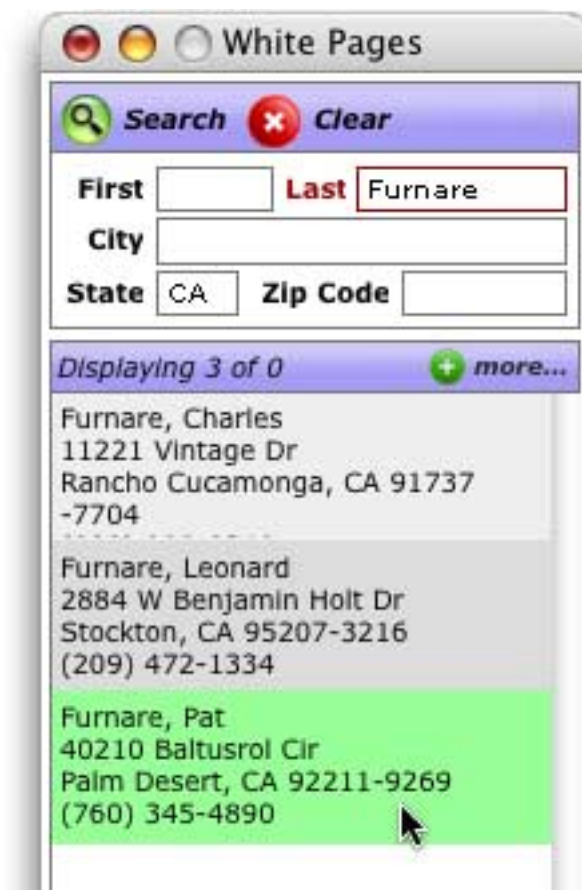 White Pages
Search Clear
First Last Furnare
City
State CA Zip Code
Displaying 3 of 0 more...
Furnare, Charles
11221 Vintage Dr
Rancho Cucamonga, CA 91737
-7704
Furnare, Leonard
2884 W Benjamin Holt Dr
Stockton, CA 95207-3216
(209) 472-1334
Furnare, Pat
40210 Baltusrol Cir
Palm Desert, CA 92211-9269
(760) 345-4890